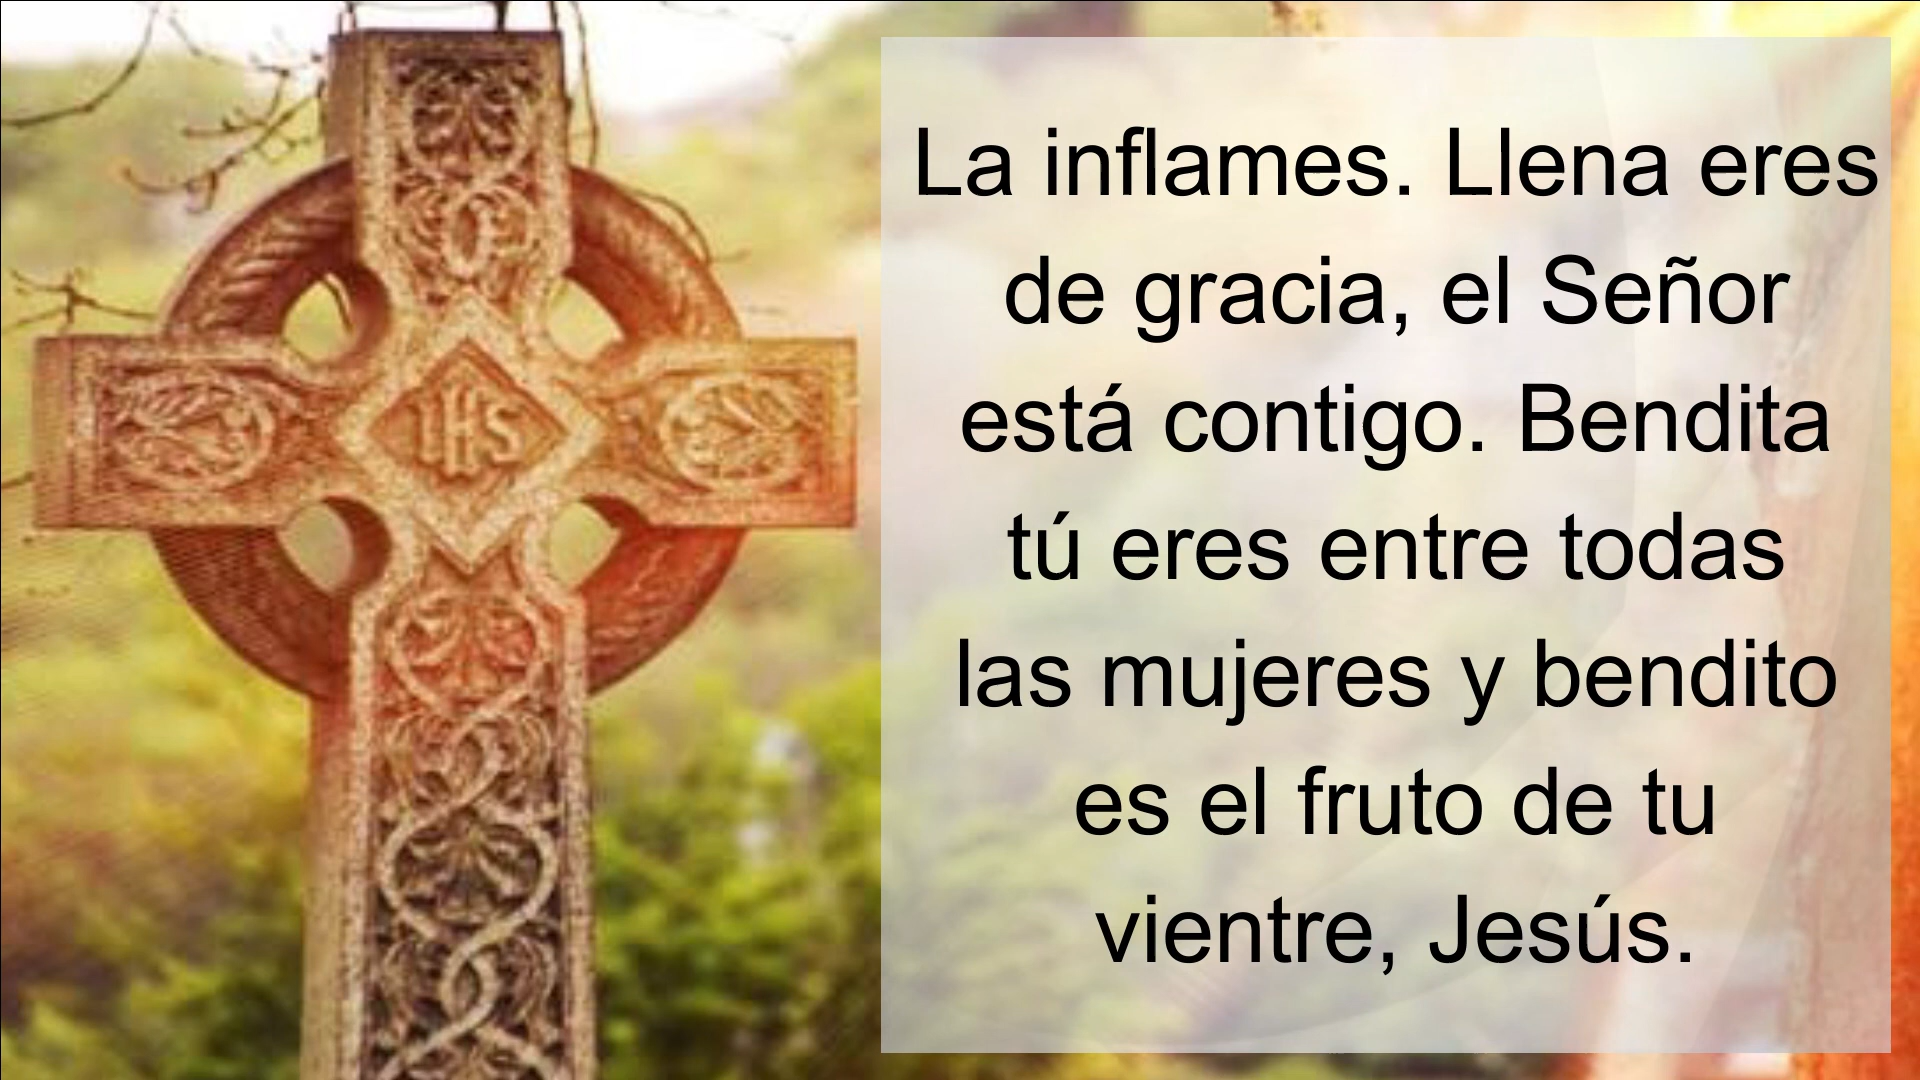 IHS
La inflames. Llena eres
de gracia, el Señor
está contigo. Bendita
tú eres entre todas
las mujeres y bendito
es el fruto de tu
vientre, Jesús.